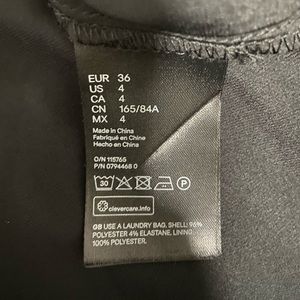 EUR 36
US 4
CA 4
CN 165/84A
MX 4
Made in China
Fabriqué en Chine
Hecho en China
O/N 115765
P/N 0794468 0
30
P
clevercare.info
GB USE A LAUNDRY BAG, SHELL: 96%
POLYESTER 4% ELASTANE, LINING:
100% POLYESTER.